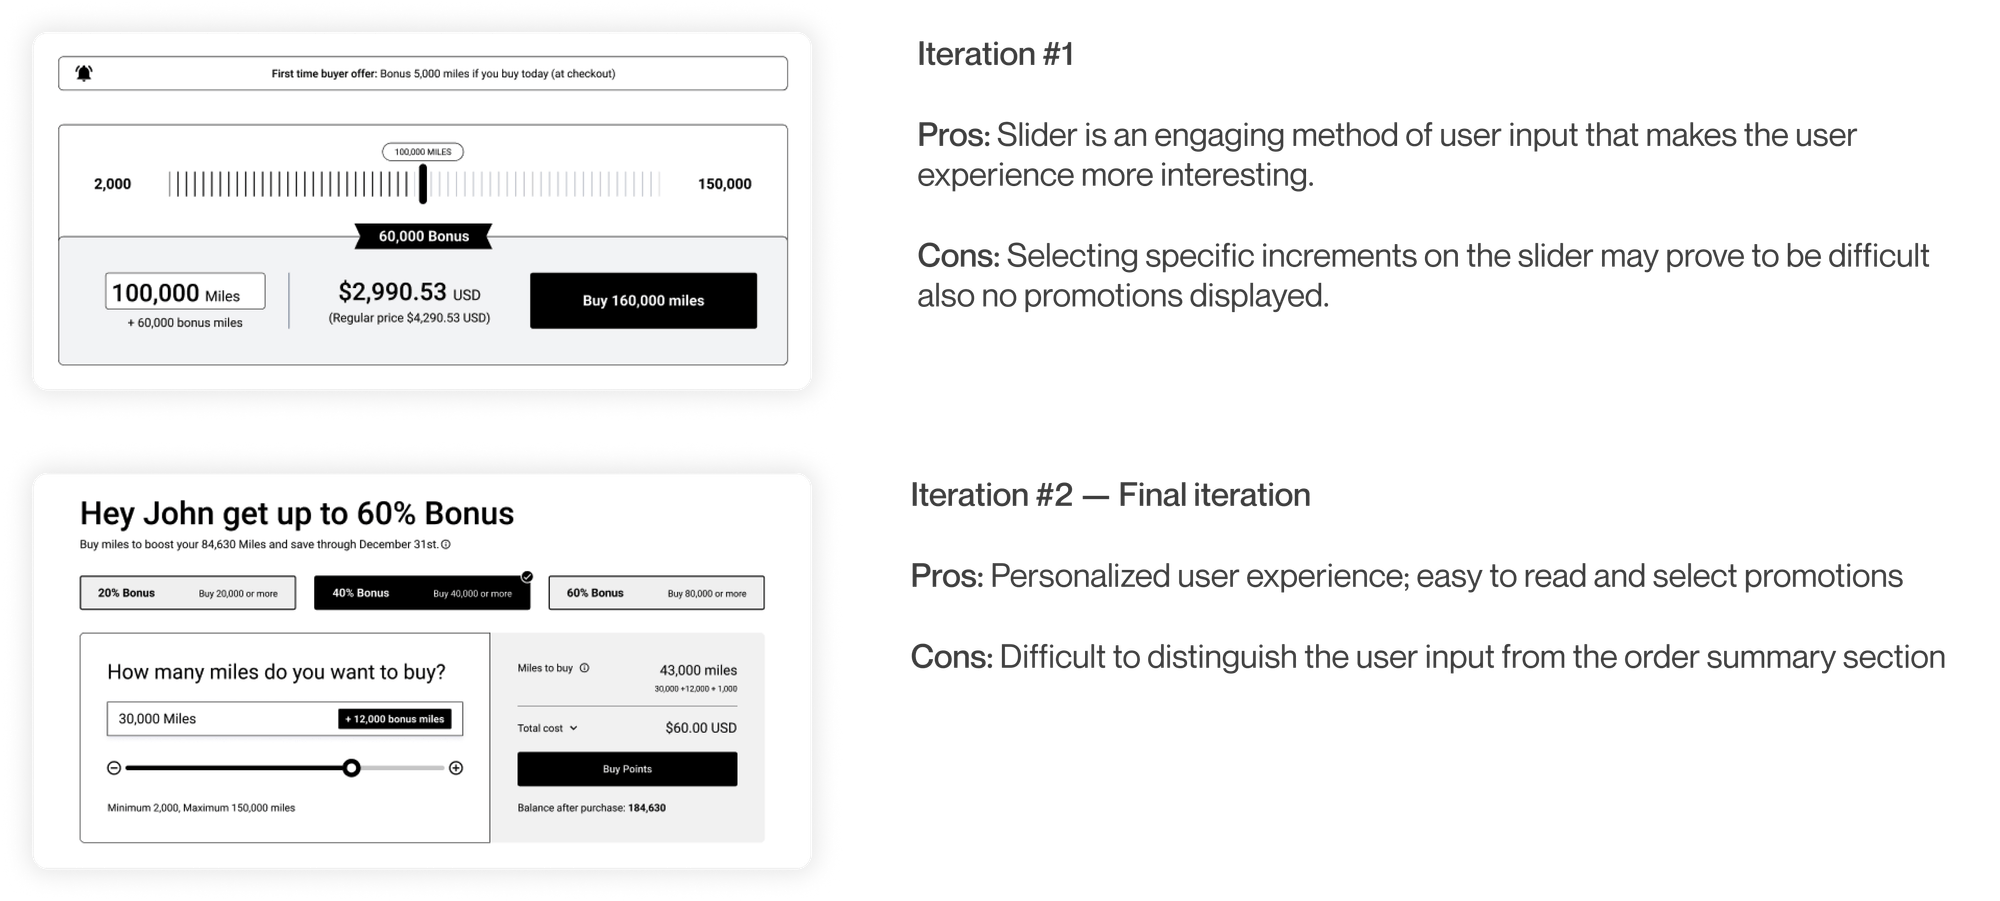 First time buyer offer: Bonus 5,000 miles if you buy today (at checkout)
100,000 MILES
2,000
150,000
60,000 Bonus
100,000 Miles
+ 60,000 bonus miles
$2,990.53 USD
(Regular price $4,290.53 USD)
Buy 160,000 miles
Iteration #1
Pros: Slider is an engaging method of user input that makes the user
experience more interesting.
Cons: Selecting specific increments on the slider may prove to be difficult
also no promotions displayed.
Hey John get up to 60% Bonus
Buy miles to boost your 84,630 Miles and save through December 31st.
20% Bonus Buy 20,000 or more
40% Bonus Buy 40,000 or more
60% Bonus Buy 80,000 or more
How many miles do you want to buy?
30,000 Miles
+ 12,000 bonus miles
Minimum 2,000, Maximum 150,000 miles
Miles to buy
43,000 miles
30,000 +12,000 + 1,000
Total cost
$60.00 USD
Buy Points
Balance after purchase: 184,630
Iteration #2 — Final iteration
Pros: Personalized user experience; easy to read and select promotions
Cons: Difficult to distinguish the user input from the order summary section